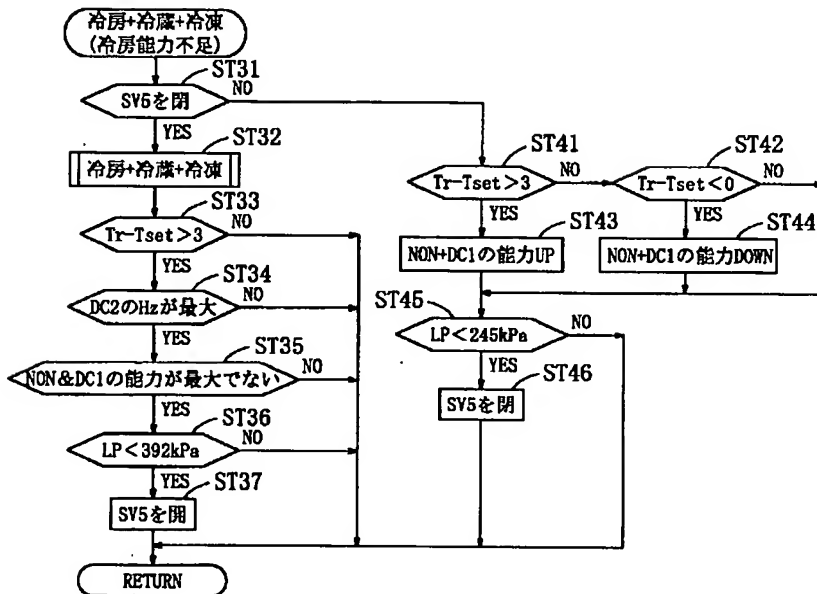 冷房+冷蔵+冷凍
(冷房能力不足)
ST31
SV5を閉
NO
YES
ST32
冷房+冷蔵+冷凍
ST33
Tr-Tset>3
NO
YES
ST34
DC2のHzが最大
NO
YES
ST35
NON&DC1の能力が最大でない
NO
YES
ST36
LP<392kPa
NO
YES
ST37
SV5を開
RETURN
ST41
Tr-Tset>3
NO
YES
ST42
Tr-Tset<0
NO
YES
ST43
NON+DC1の能力UP
ST44
NON+DC1の能力DOWN
ST45
LP<245kPa
NO
YES
ST46
SV5を閉